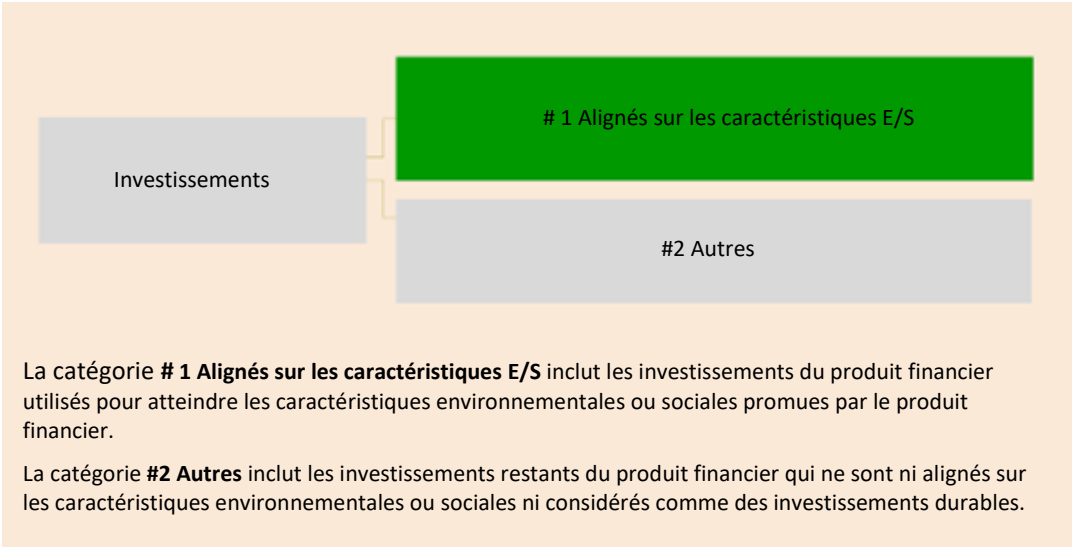 # 1 Alignés sur les caractéristiques E/S
Investissements
#2 Autres
La catégorie # 1 Alignés sur les caractéristiques E/S inclut les investissements du produit financier
utilisés pour atteindre les caractéristiques environnementales ou sociales promues par le produit
financier.
La catégorie #2 Autres inclut les investissements restants du produit financier qui ne sont ni alignés sur
les caractéristiques environnementales ou sociales ni considérés comme des investissements durables.